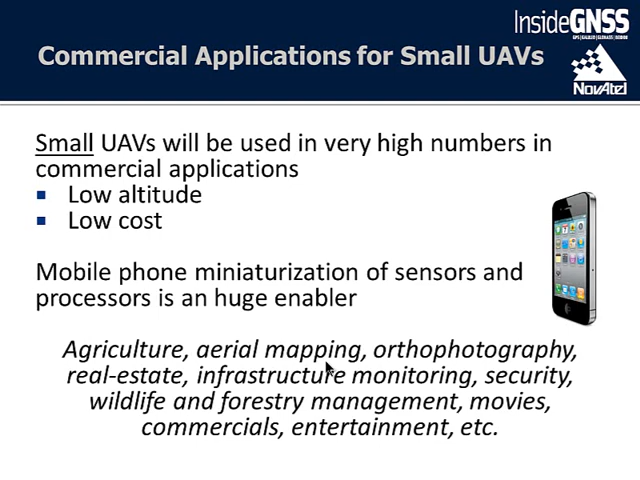 InsideGNSS
Commercial Applications for Small UAVs
NovAtel
Small UAVs will be used in very high numbers in
commercial applications
Low altitude
Low cost
Mobile phone miniaturization of sensors and
processors is an huge enabler
Agriculture, aerial mapping, orthophotography,
real-estate, infrastructure monitoring, security,
wildlife and forestry management, movies,
commercials, entertainment, etc.